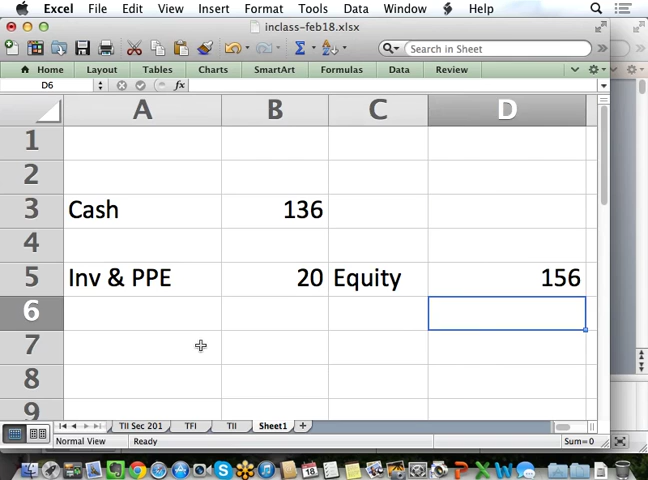 Excel File Edit View Insert Format Tools Data Window Help
inclass-feb18.xlsx
Search in Sheet
Home Layout Tables Charts SmartArt Formulas Data Review
D6 fx
A B C D
1
2
3 Cash 136
4
5 Inv & PPE 20 Equity 156
6
7
8
9
TII Sec 201 TFI TII Sheet1
Normal View Ready Sum=0
18